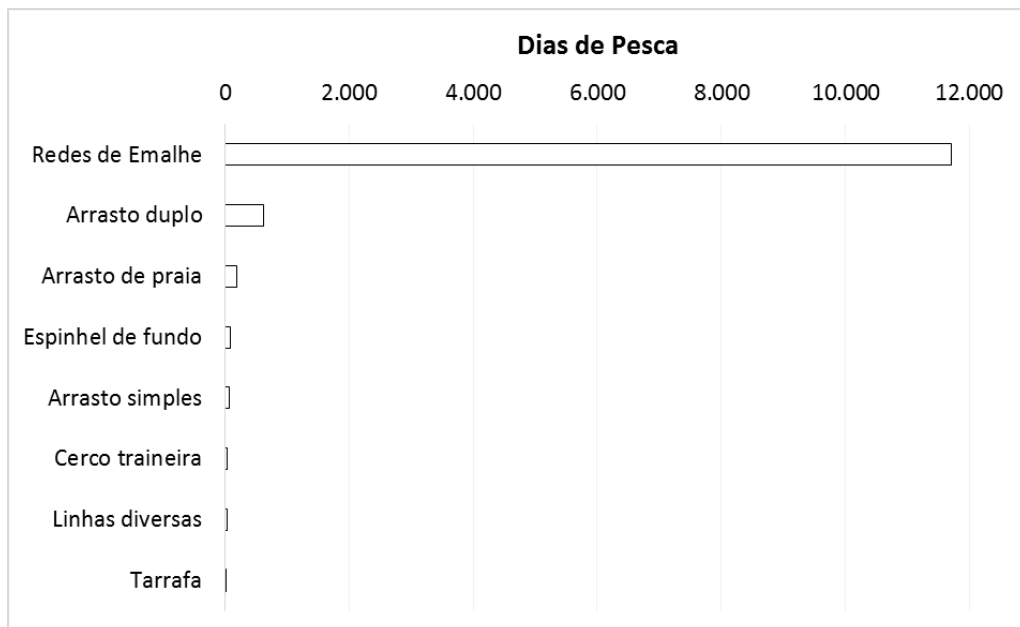 Dias de Pesca
0 2.000 4.000 6.000 8.000 10.000 12.000
Redes de Emalhe
Arrasto duplo
Arrasto de praia
Espinhel de fundo
Arrasto simples
Cerco traineira
Linhas diversas
Tarrafa